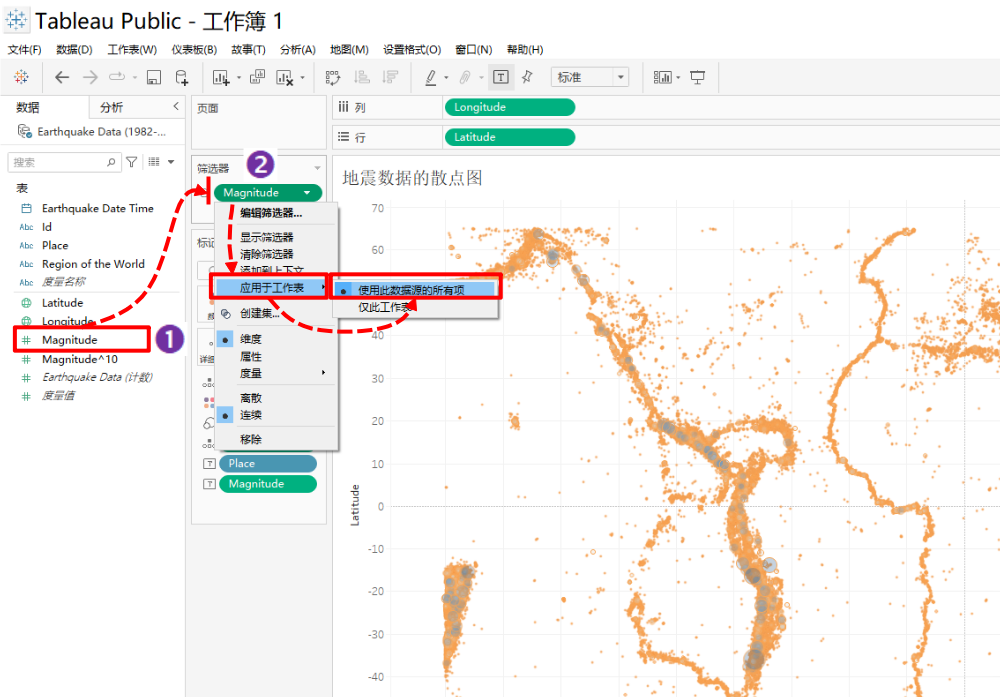 Tableau Public - 工作簿 1
文件(F) 数据(D) 工作表(W) 仪表板(B) 故事(T) 分析(A) 地图(M) 设置格式(O) 窗口(N) 帮助(H)
标准
数据 分析
页面
列 Longitude
Earthquake Data (1982-...
行 Latitude
搜索
筛选器 2
地震数据的散点图
表
Magnitude
Earthquake Date Time
Abc Id
Abc Place
Abc Region of the World
Abc 度量名称
Latitude
Longitude
Magnitude 1
Magnitude^10
Earthquake Data (计数)
度量值
编辑筛选器...
显示筛选器
清除筛选器
添加到上下文
应用于工作表
使用此数据源的所有项
仅此工作表
创建集...
维度
属性
度量
离散
连续
移除
标记
详细
Place
Magnitude
Latitude
70
60
40
30
20
10
0
-10
-20
-30
-40